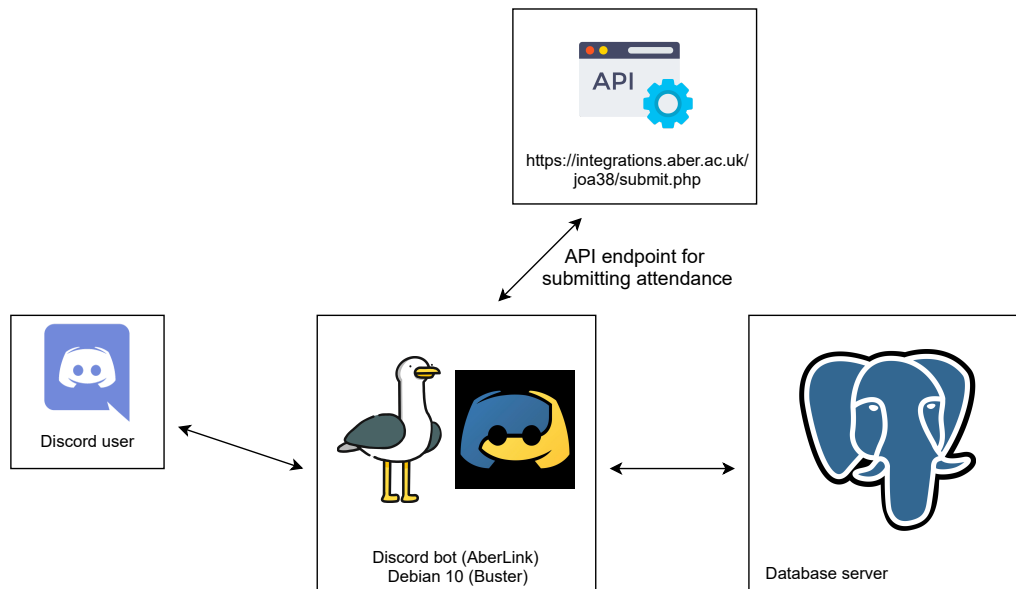 API
https://integrations.aber.ac.uk/
joa38/submit.php
API endpoint for
submitting attendance
Discord user
Discord bot (AberLink)
Debian 10 (Buster)
Database server